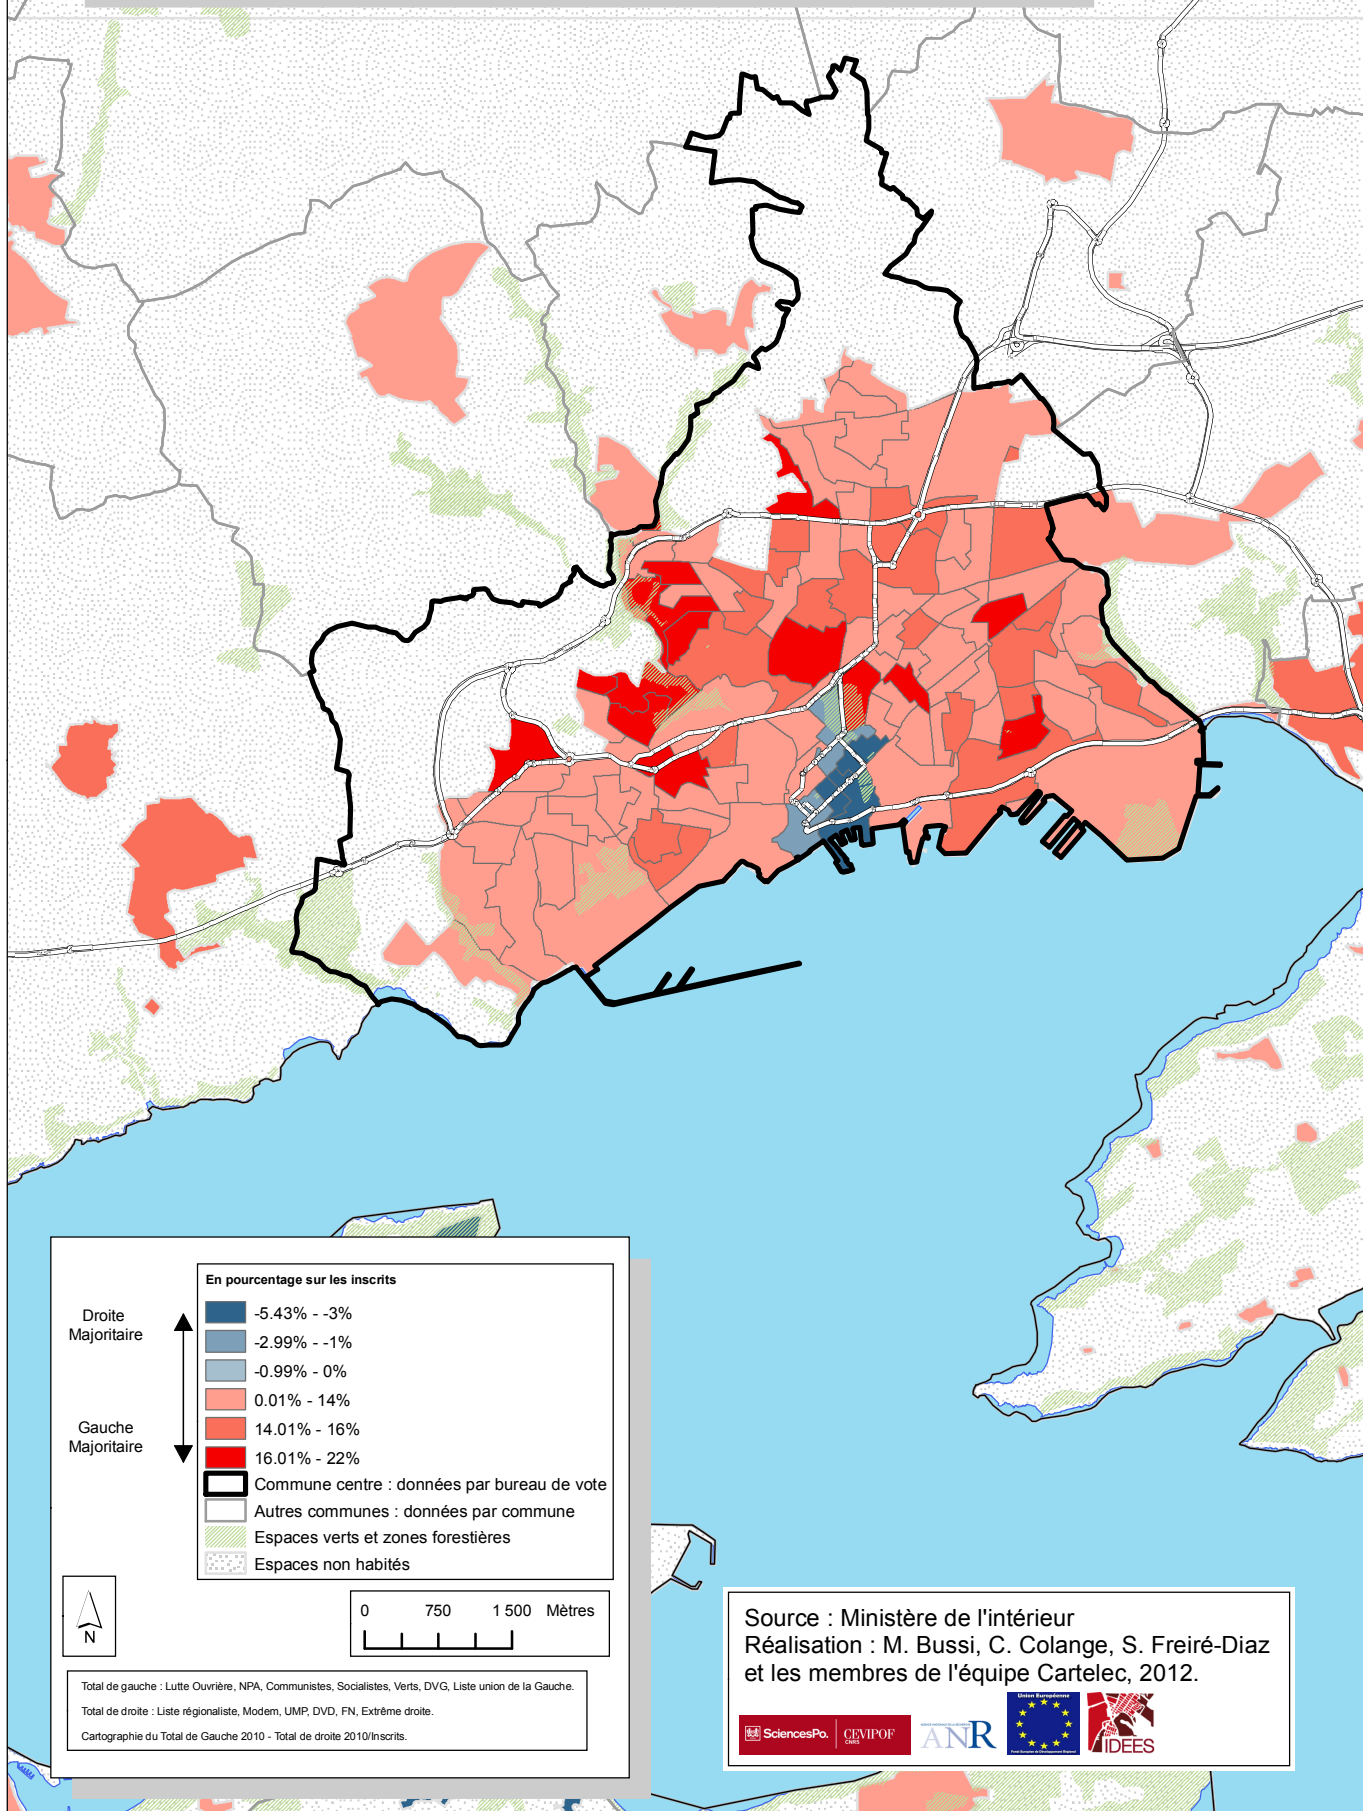 Droite
Majoritaire
Gauche
Majoritaire
En pourcentage sur les inscrits
-5.43% - -3%
-2.99% - -1%
-0.99% - 0%
0.01% - 14%
14.01% - 16%
16.01% - 22%
Commune centre : données par bureau de vote
Autres communes : données par commune
Espaces verts et zones forestières
Espaces non habités
N
0 750 1 500 Mètres
Total de gauche : Lutte Ouvrière, NPA, Communistes, Socialistes, Verts, DVG, Liste union de la Gauche.
Total de droite : Liste régionaliste, Modem, UMP, DVD, FN, Extrême droite.
Cartographie du Total de Gauche 2010 - Total de droite 2010/Inscrits.
Source : Ministère de l'intérieur
Réalisation : M. Bussi, C. Colange, S. Freiré-Diaz
et les membres de l'équipe Cartelec, 2012.
SciencesPo.
CEVIPOF
CNRS
ANR
Union Européenne
IDEES